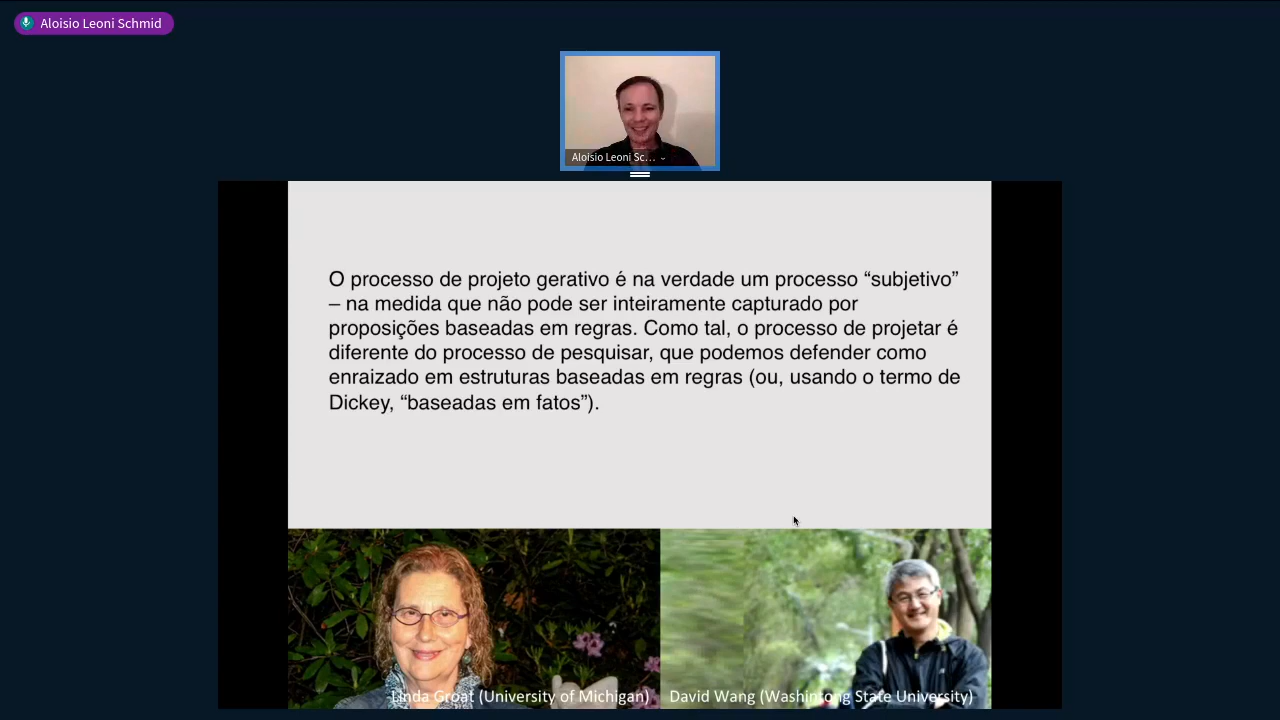 Aloisio Leoni Schmid
Aloisio Leoni Sc...
O processo de projeto gerativo é na verdade um processo “subjetivo”
– na medida que não pode ser inteiramente capturado por
proposições baseadas em regras. Como tal, o processo de projetar é
diferente do processo de pesquisar, que podemos defender como
enraizado em estruturas baseadas em regras (ou, usando o termo de
Dickey, “baseadas em fatos”).
Linda Groat (University of Michigan)
David Wang (Washintong State University)